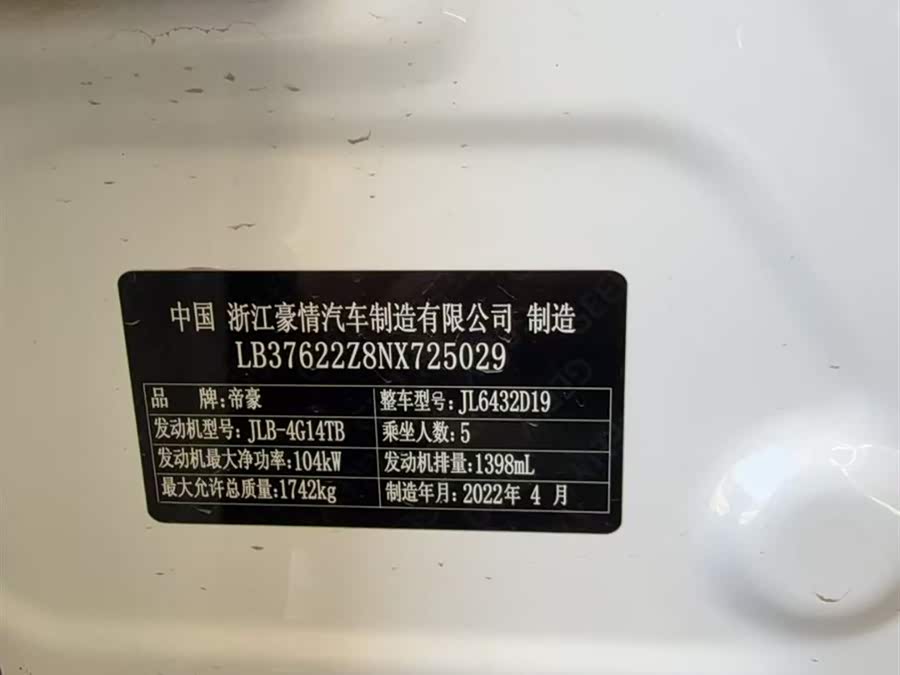 中国 浙江豪情汽车制造有限公司 制造
LB37622Z8NX725029
品 牌:帝豪 整车型号:JL6432D19
发动机型号:JLB-4G14TB 乘坐人数:5
发动机最大净功率:104kW 发动机排量:1398mL
最大允许总质量:1742kg 制造年月:2022年 4 月